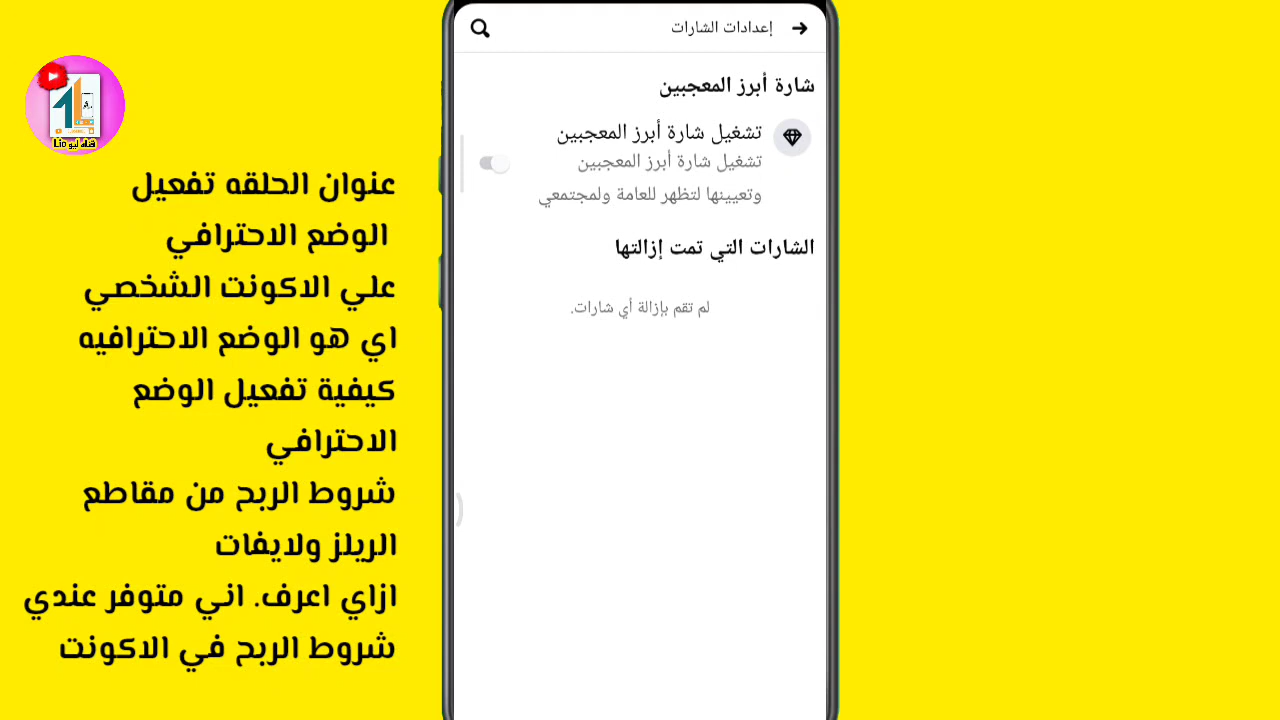 إعدادات الشارات
شارة أبرز المعجبين
تشغيل شارة أبرز المعجبين
تشغيل شارة أبرز المعجبين
وتعيينها لتظهر للعامة ولمجتمعي
الشارات التي تمت إزالتها
لم تقم بإزالة أي شارات.
عنوان الحلقه تفعيل
الوضع الاحترافي
علي الاكونت الشخصي
اي هو الوضع الاحترافيه
كيفية تفعيل الوضع
الاحترافي
شروط الربح من مقاطع
الريلز ولايفات
ازاي اعرف. اني متوفر عندي
شروط الربح في الاكونت